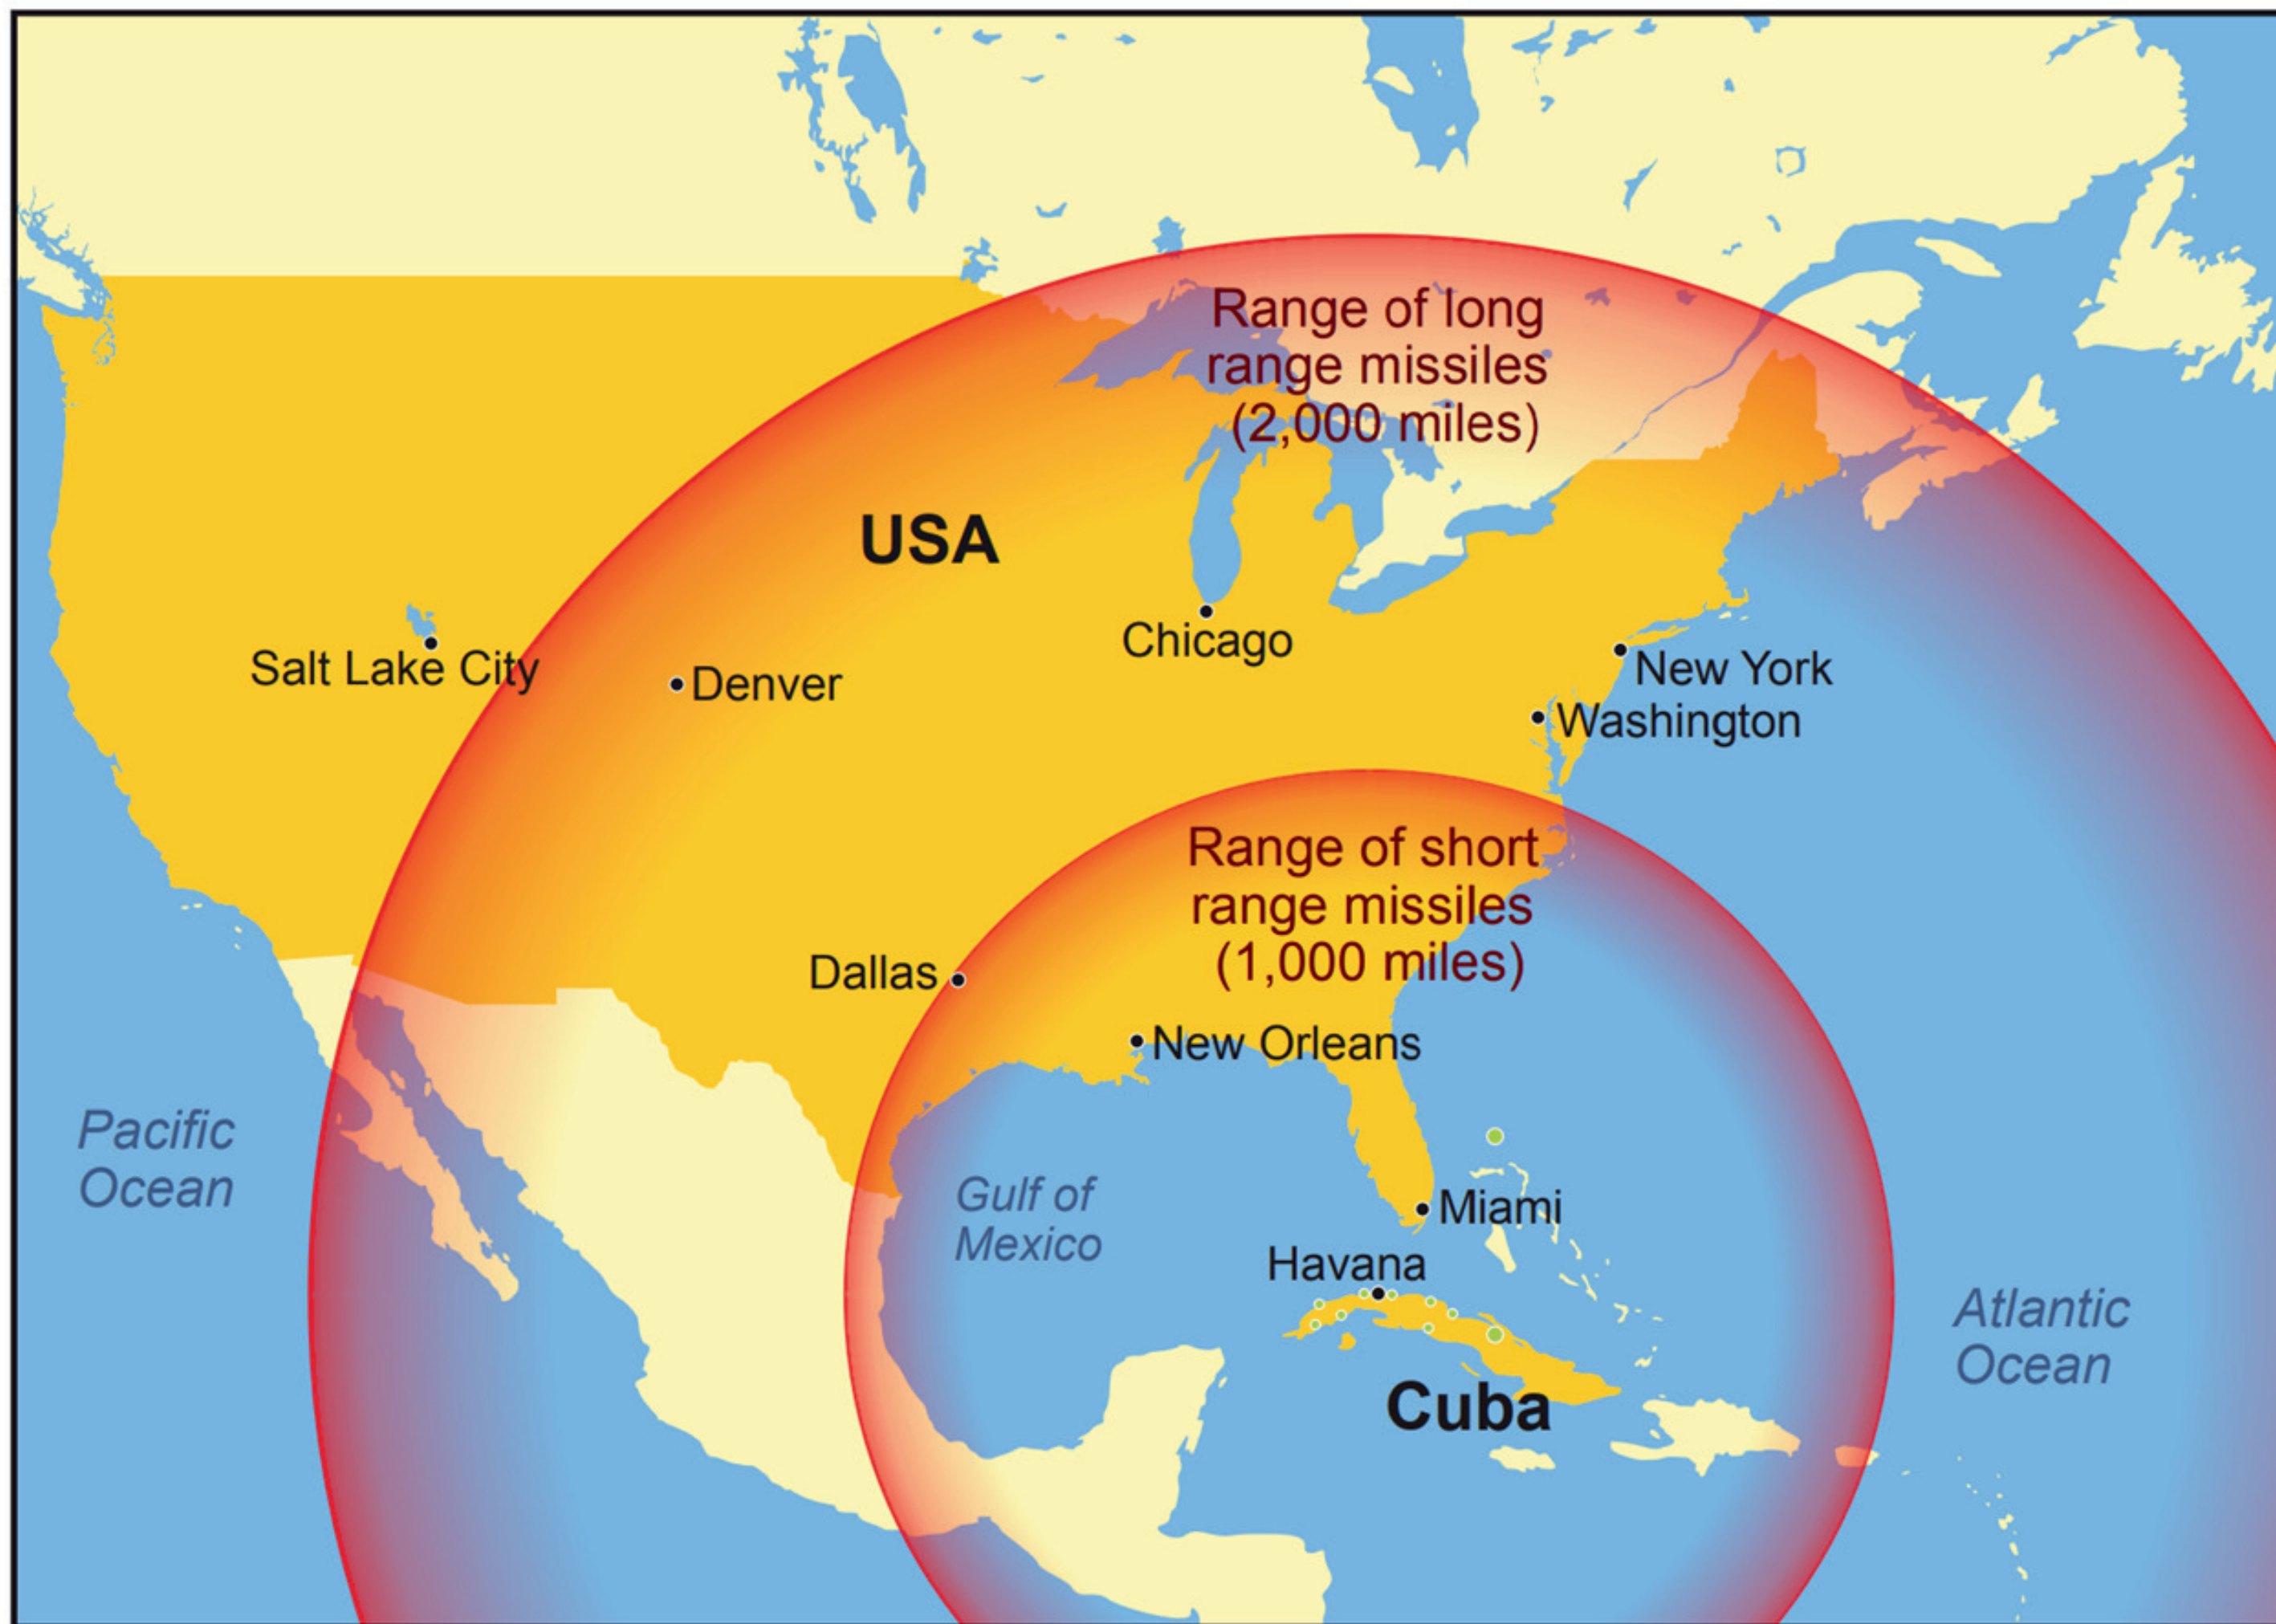 Range of long
range missiles
(2,000 miles)
USA
Chicago
Salt Lake City
Denver
New York
Washington
Range of short
range missiles
(1,000 miles)
Dallas
New Orleans
Pacific
Ocean
Gulf of
Mexico
Miami
Havana
Atlantic
Ocean
Cuba